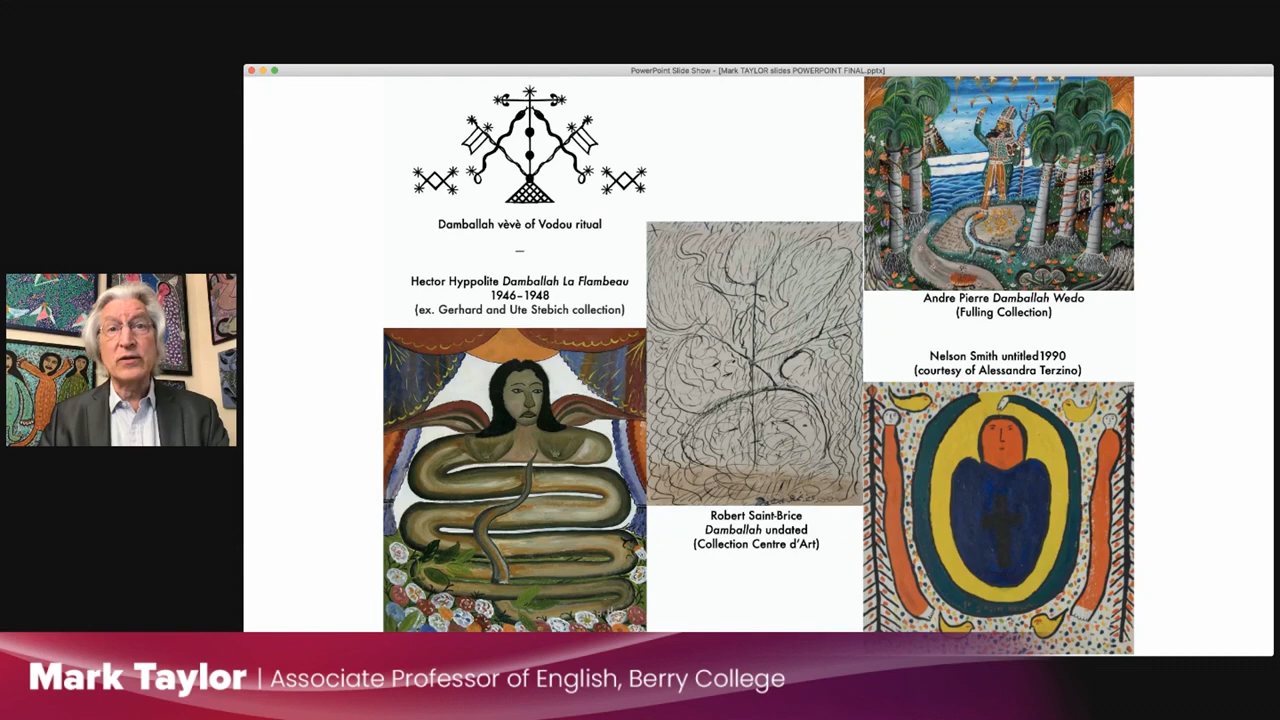 PowerPoint Slide Show - [Mark TAYLOR slides POWERPOINT FINAL.pptx]
Damballah vèvè of Vodou ritual
—
Hector Hyppolite Damballah La Flambeau
1946–1948
(ex. Gerhard and Ute Stebich collection)
Robert Saint-Brice
Damballah undated
(Collection Centre d’Art)
Andre Pierre Damballah Wedo
(Fulling Collection)
Nelson Smith untitled1990
(courtesy of Alessandra Terzino)
Mark Taylor | Associate Professor of English, Berry College